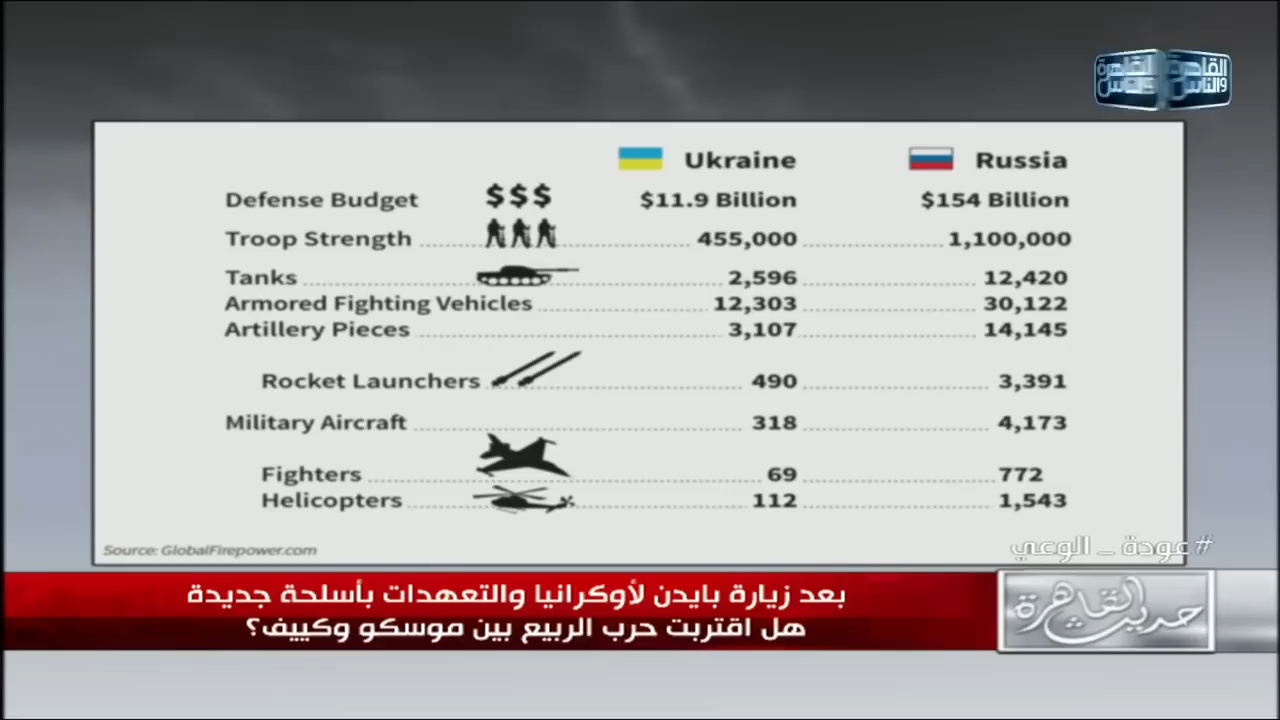 القاهرة والناس
القاهرة والناس
Ukraine Russia
Defense Budget $$$ $11.9 Billion $154 Billion
Troop Strength 455,000 1,100,000
Tanks 2,596 12,420
Armored Fighting Vehicles 12,303 30,122
Artillery Pieces 3,107 14,145
Rocket Launchers 490 3,391
Military Aircraft 318 4,173
Fighters 69 772
Helicopters 112 1,543
Source: GlobalFirepower.com
#عودة_الوعي
بعد زيارة بايدن لأوكرانيا والتعهدات بأسلحة جديدة
هل اقتربت حرب الربيع بين موسكو وكييف؟
حديث القاهرة